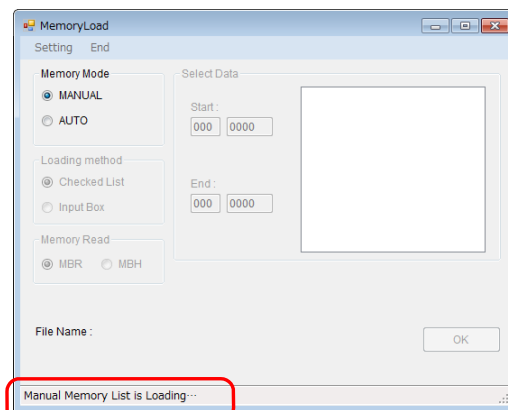 MemoryLoad
Setting End
Memory Mode
MANUAL
AUTO
Loading method
Checked List
Input Box
Memory Read
MBR MBH
Select Data
Start :
000 0000
End :
000 0000
File Name :
OK
Manual Memory List is Loading…